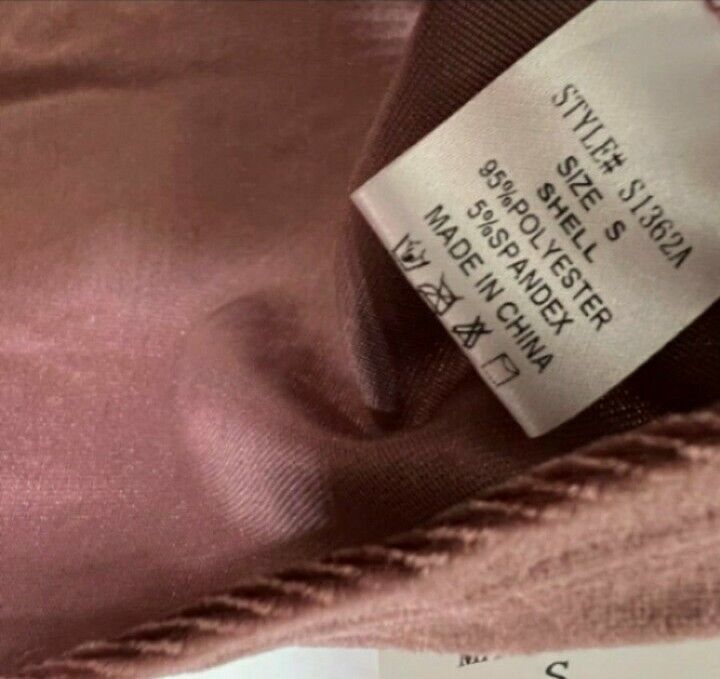 STYLE# S1362A
SIZE S
SHELL
95%POLYESTER
5%SPANDEX
MADE IN CHINA
S